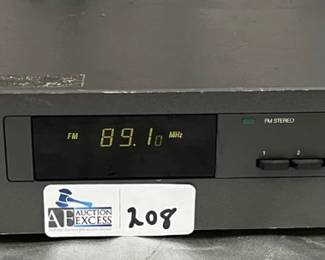 FM 89.10 MHz
FM STEREO
1 2
AE AUCTION EXCESS
208